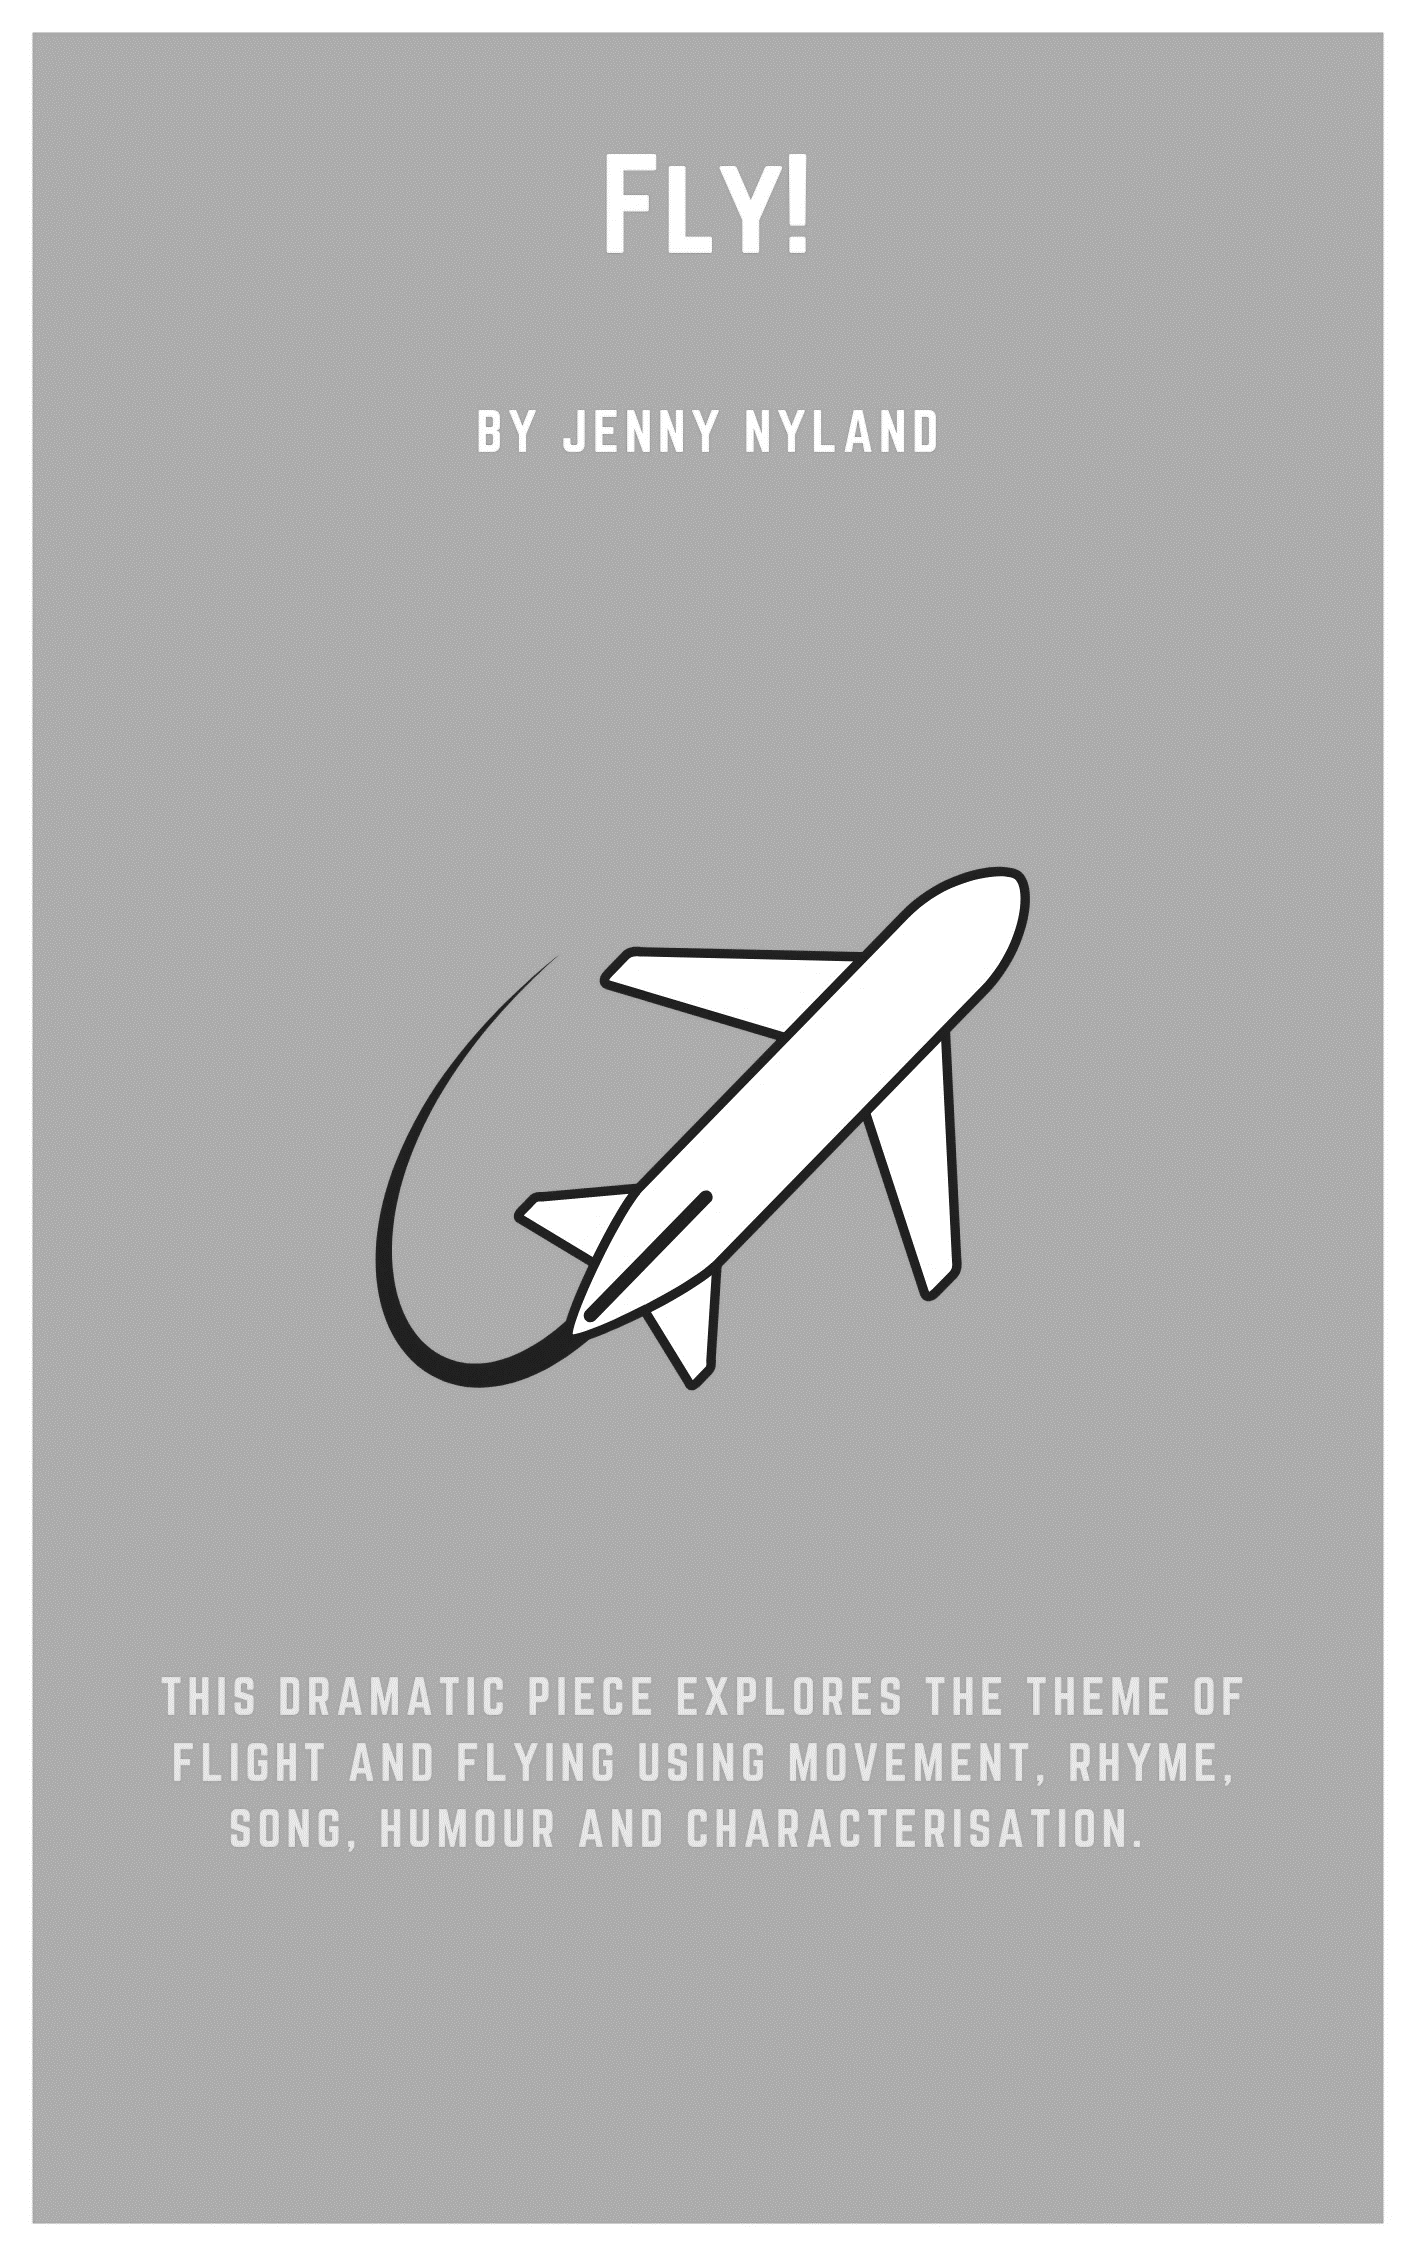 FLY!
BY JENNY NYLAND
THIS DRAMATIC PIECE EXPLORES THE THEME OF
FLIGHT AND FLYING USING MOVEMENT, RHYME,
SONG, HUMOUR AND CHARACTERISATION.